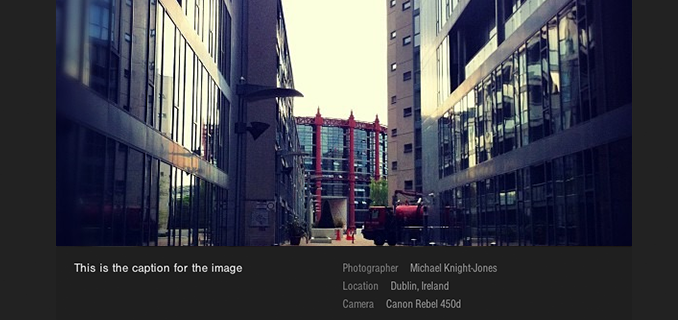 This is the caption for the image
Photographer Michael Knight-Jones
Location Dublin, Ireland
Camera Canon Rebel 450d